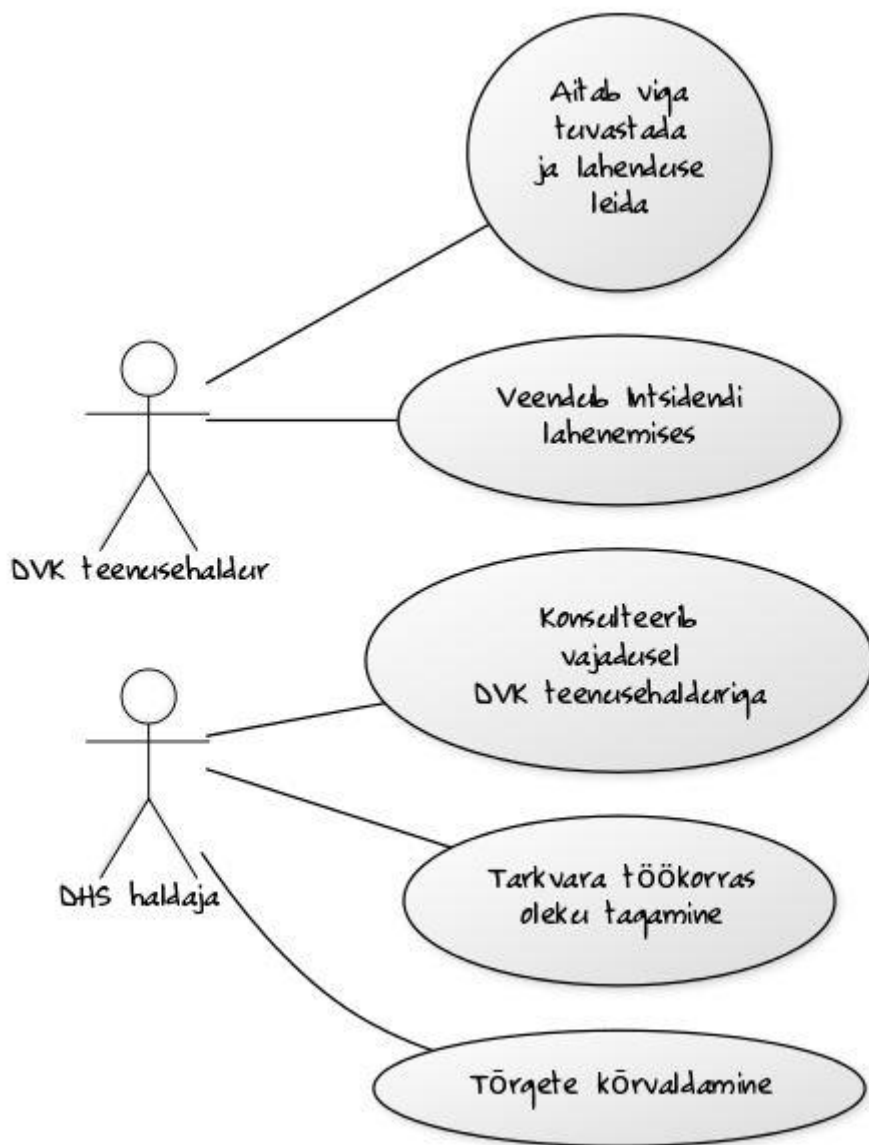 Aitab viga
tuvastada
ja lahenduse
leida
Veendub Intsidendi
lahenemises
DVK teenusehaldur
Konsulteerib
vajadusel
DVK teenusehalduriga
Tarkvara töökorras
oleku tagamine
DHS haldaja
Tõrgete kõrvaldamine